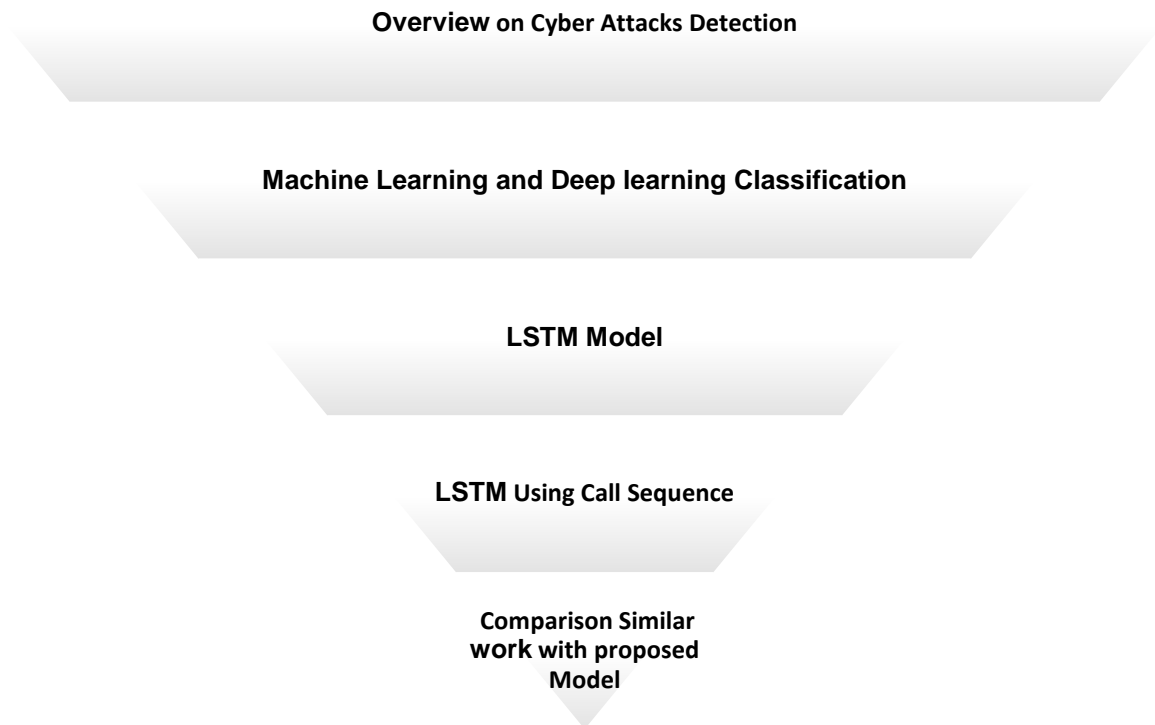 Overview on Cyber Attacks Detection
Machine Learning and Deep learning Classification
LSTM Model
LSTM Using Call Sequence
Comparison Similar
work with proposed
Model